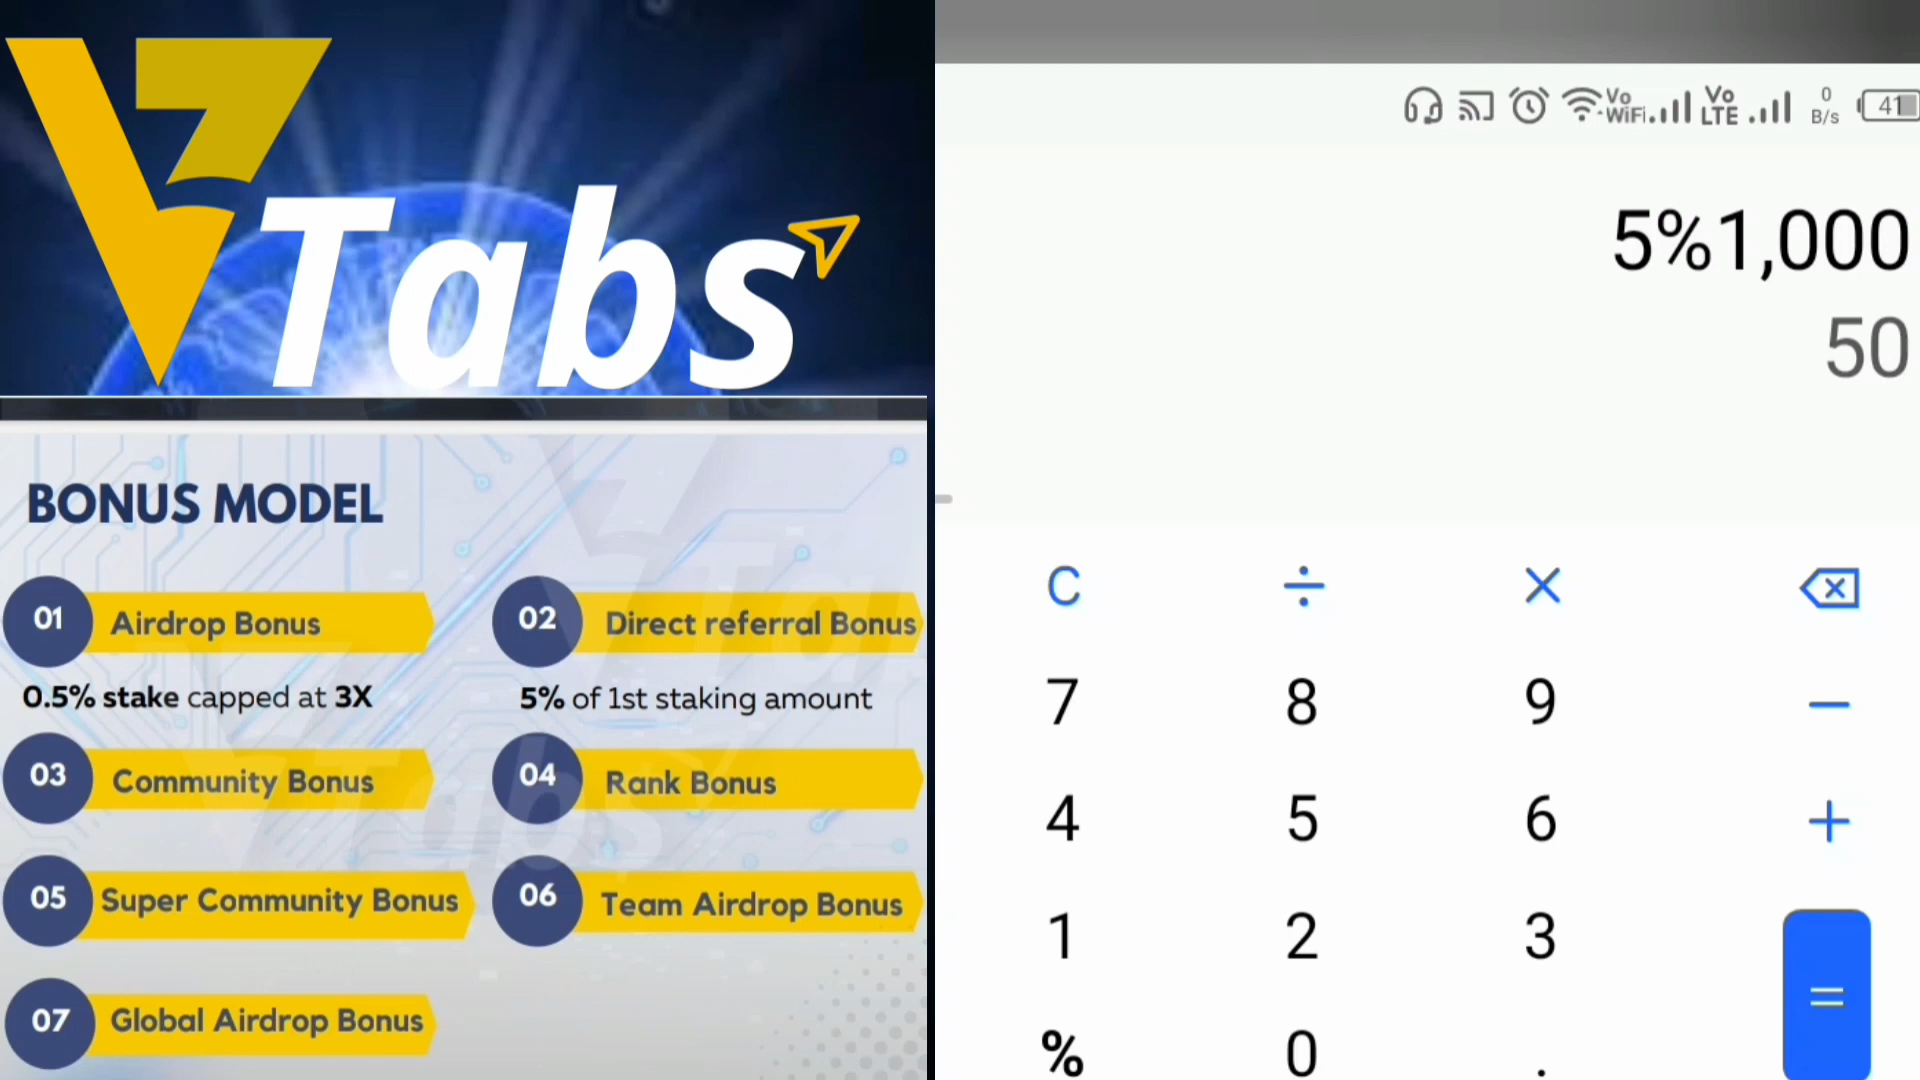 V7
Tabs
BONUS MODEL
01 Airdrop Bonus
0.5% stake capped at 3X
02 Direct referral Bonus
5% of 1st staking amount
03 Community Bonus
04 Rank Bonus
05 Super Community Bonus
06 Team Airdrop Bonus
07 Global Airdrop Bonus
Vo WiFi Vo LTE 0 B/s 41
5%1,000
50
C ÷ ×
7 8 9 −
4 5 6 +
1 2 3
% 0 . =